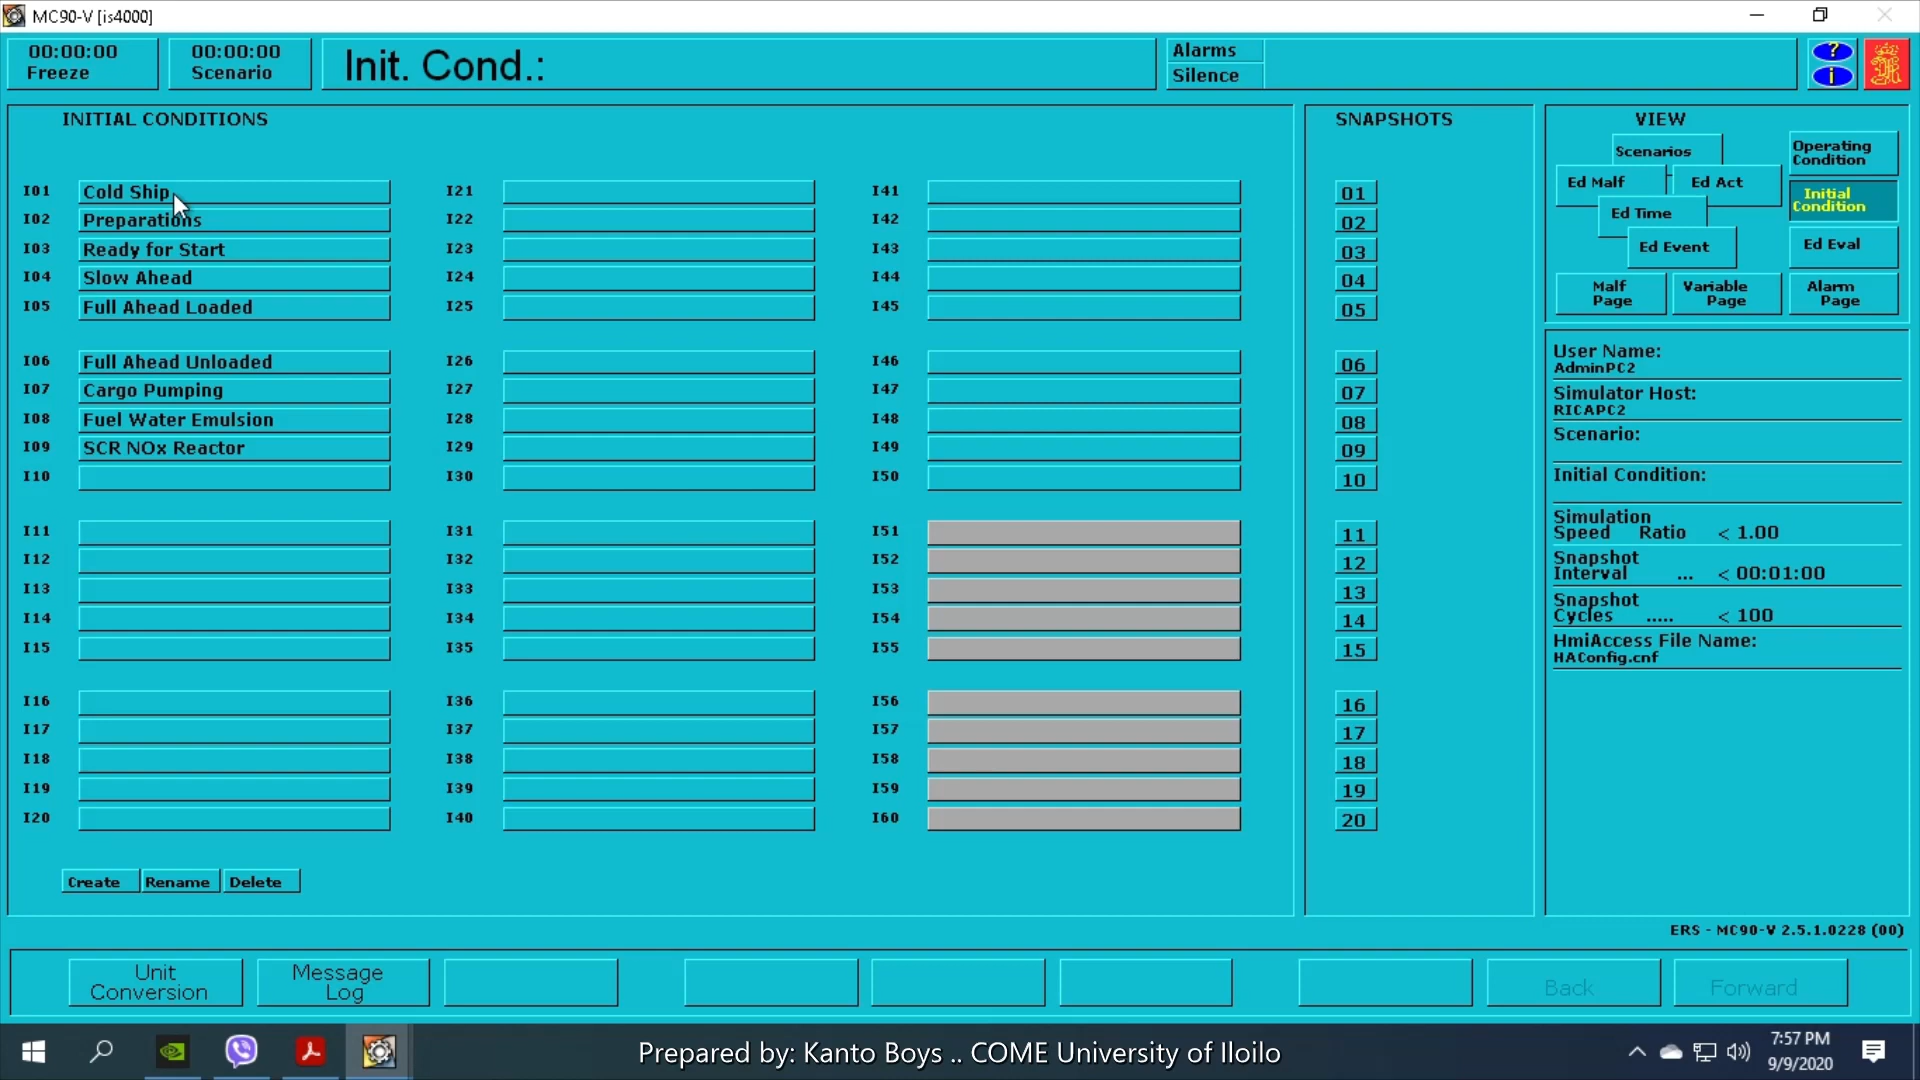 MC90-V [is4000]
00:00:00
Freeze
00:00:00
Scenario
Init. Cond.:
Alarms
Silence
?
i
INITIAL CONDITIONS
I01 Cold Ship
I02 Preparations
I03 Ready for Start
I04 Slow Ahead
I05 Full Ahead Loaded
I06 Full Ahead Unloaded
I07 Cargo Pumping
I08 Fuel Water Emulsion
I09 SCR NOx Reactor
I10
I11
I12
I13
I14
I15
I16
I17
I18
I19
I20
I21
I22
I23
I24
I25
I26
I27
I28
I29
I30
I31
I32
I33
I34
I35
I36
I37
I38
I39
I40
I41
I42
I43
I44
I45
I46
I47
I48
I49
I50
I51
I52
I53
I54
I55
I56
I57
I58
I59
I60
Create Rename Delete
SNAPSHOTS
01
02
03
04
05
06
07
08
09
10
11
12
13
14
15
16
17
18
19
20
VIEW
Scenarios
Ed Malf
Ed Act
Ed Time
Ed Event
Malf
Page
Variable
Page
Operating
Condition
Initial
Condition
Ed Eval
Alarm
Page
User Name:
AdminPC2
Simulator Host:
RICAPC2
Scenario:
Initial Condition:
Simulation
Speed Ratio < 1.00
Snapshot
Interval ... < 00:01:00
Snapshot
Cycles ..... < 100
HmiAccess File Name:
HAConfig.cnf
ERS - MC90-V 2.5.1.0228 (00)
Unit
Conversion
Message
Log
Back
Forward
Prepared by: Kanto Boys .. COME University of Iloilo
7:57 PM
9/9/2020